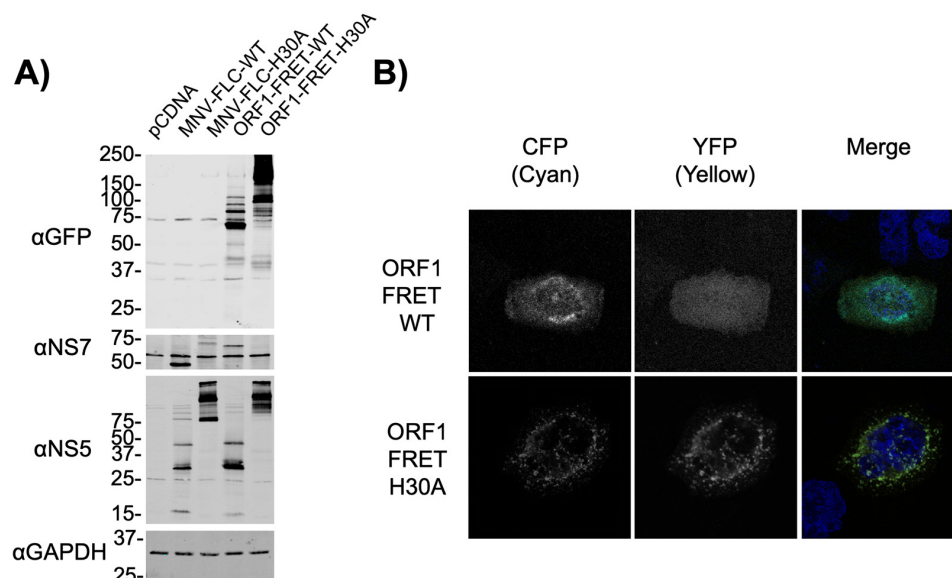 A)
pCDNA
MNV-FLC-WT
MNV-FLC-H30A
ORF1-FRET-WT
ORF1-FRET-H30A
αGFP
250-
150-
100-
75-
50-
37-
25-
αNS7
75-
50-
αNS5
75-
50-
37-
25-
15-
αGAPDH
37-
25-
B)
CFP
(Cyan)
YFP
(Yellow)
Merge
ORF1
FRET
WT
ORF1
FRET
H30A